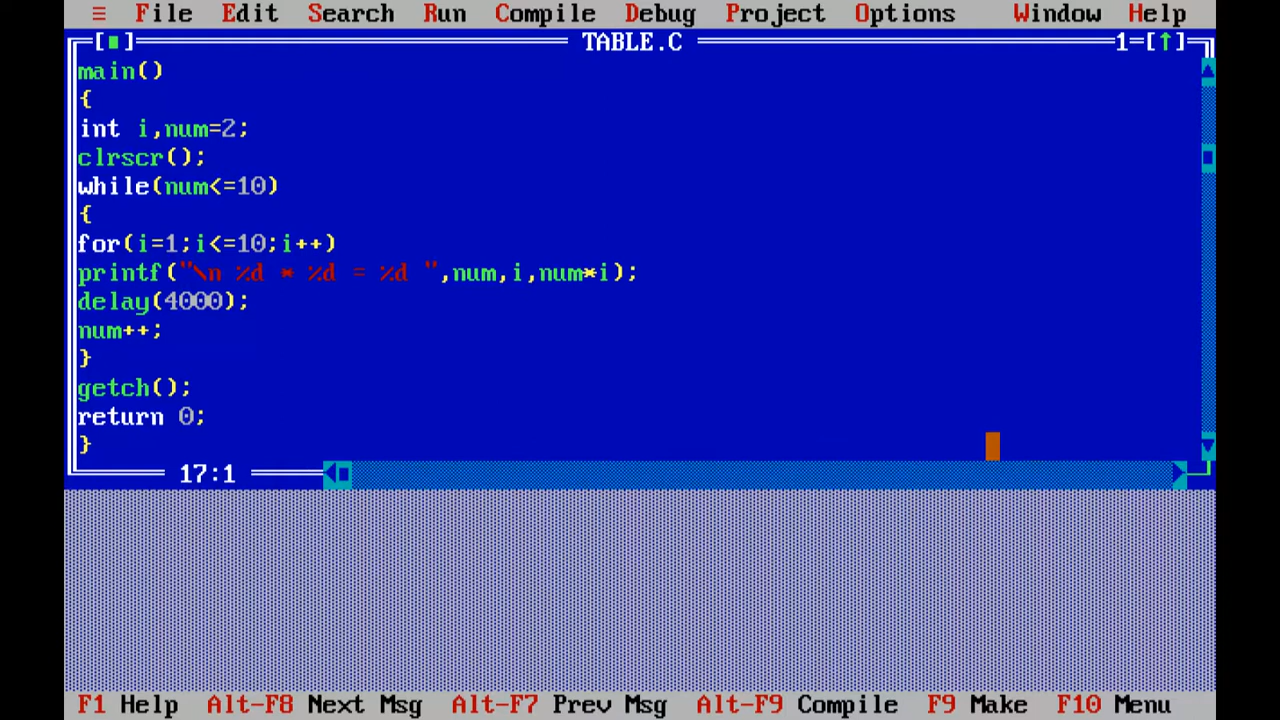 ≡ File Edit Search Run Compile Debug Project Options Window Help
[■] TABLE.C 1=[↑]
main()
{
int i,num=2;
clrscr();
while(num<=10)
{
for(i=1;i<=10;i++)
printf("\n %d * %d = %d ",num,i,num*i);
delay(4000);
num++;
}
getch();
return 0;
}
17:1
F1 Help Alt-F8 Next Msg Alt-F7 Prev Msg Alt-F9 Compile F9 Make F10 Menu